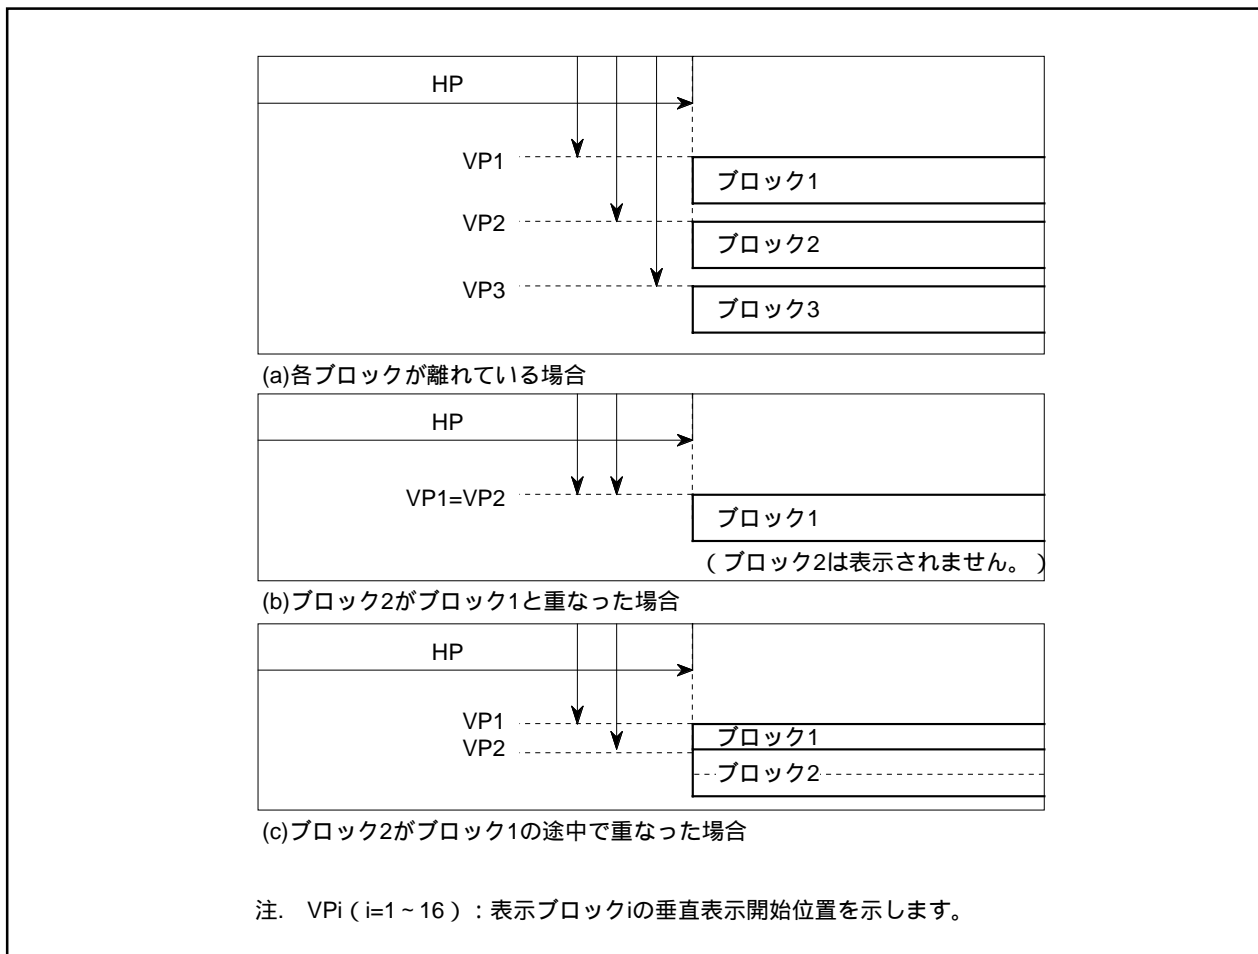 HP
VP1
ブロック1
VP2
ブロック2
VP3
ブロック3
(a)各ブロックが離れている場合
HP
VP1=VP2
ブロック1
（ブロック2は表示されません。）
(b)ブロック2がブロック1と重なった場合
HP
VP1
ブロック1
VP2
ブロック2
(c)ブロック2がブロック1の途中で重なった場合
注.　VPi（i=1～16）：表示ブロックiの垂直表示開始位置を示します。